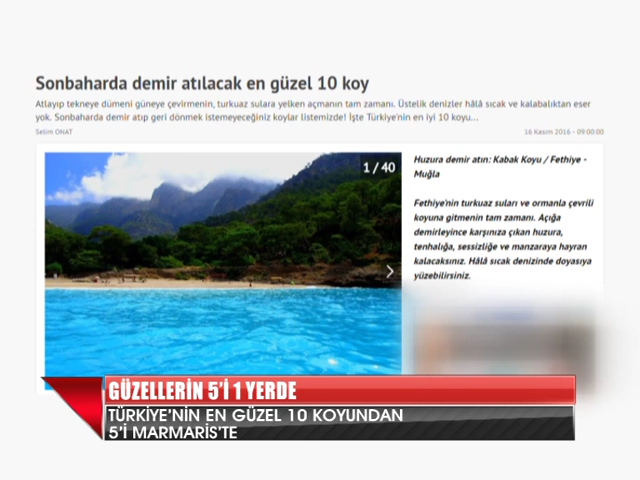 Sonbaharda demir atılacak en güzel 10 koy
Atlayıp tekneye dümeni güneye çevirmenin, turkuaz sulara yelken açmanın tam zamanı. Üstelik denizler hâlâ sıcak ve kalabalıktan eser
yok. Sonbaharda demir atıp geri dönmek istemeyeceğiniz koylar listemizde! İşte Türkiye'nin en iyi 10 koyu...
Selim ONAT
16 Kasım 2016 - 09:00:00
1 / 40
Huzura demir atın: Kabak Koyu / Fethiye -
Muğla
Fethiye'nin turkuaz suları ve ormanla çevrili
koyuna gitmenin tam zamanı. Açığa
demirleyince karşınıza çıkan huzura,
tenhalığa, sessizliğe ve manzaraya hayran
kalacaksınız. Hâlâ sıcak denizinde doyasıya
yüzebilirsiniz.
GÜZELLERİN 5'İ 1 YERDE
TÜRKİYE'NİN EN GÜZEL 10 KOYUNDAN
5'İ MARMARİS'TE